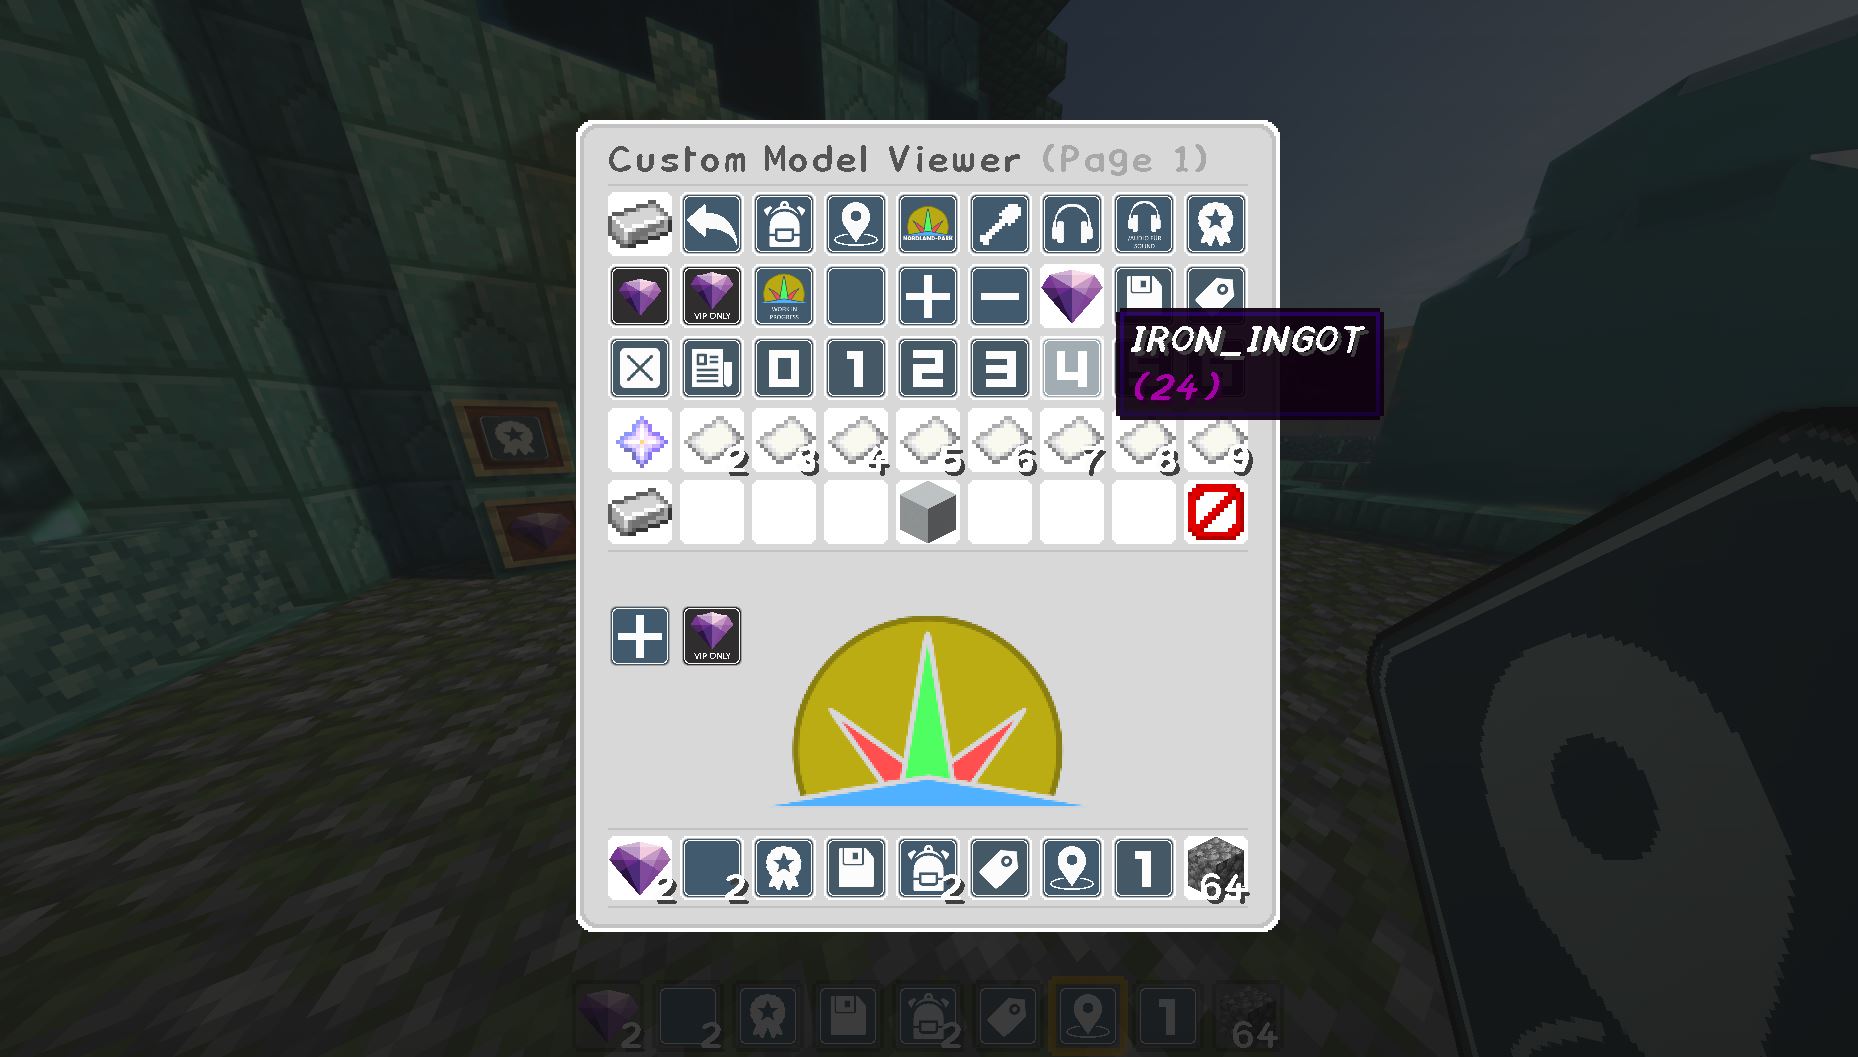 Custom Model Viewer (Page 1)
NORDLAND-PARK
/AUDIO FÜR
SOUND
VIP ONLY
WORK IN
PROGRESS
IRON_INGOT
(24)
0 1 2 3 4
2 3 4 5 6 7 8 9
VIP ONLY
2 2 2 1 64
2 2 2 1 64